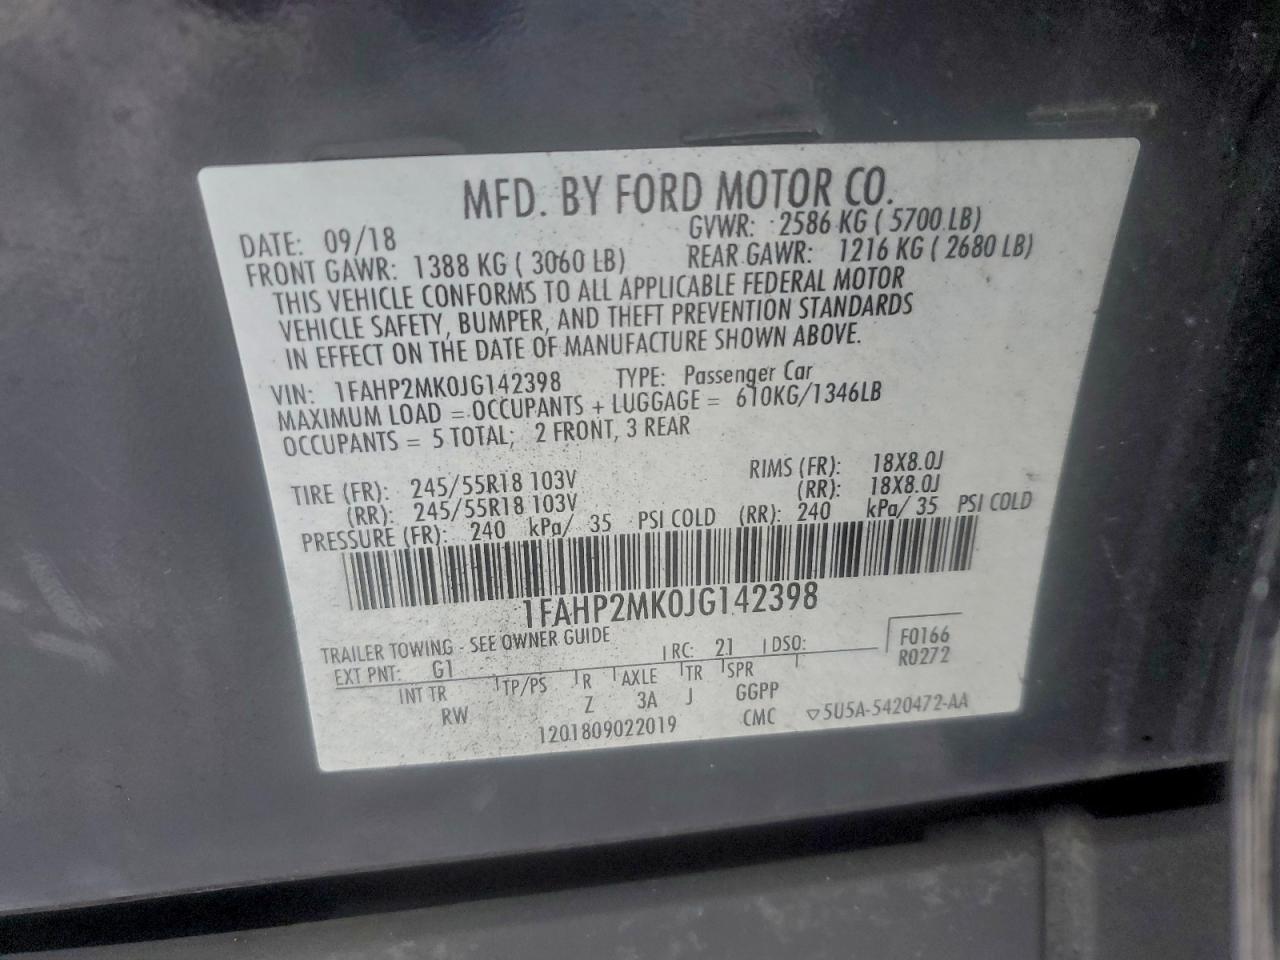 MFD. BY FORD MOTOR CO.
DATE: 09/18 GVWR: 2586 KG ( 5700 LB)
FRONT GAWR: 1388 KG ( 3060 LB) REAR GAWR: 1216 KG ( 2680 LB)
THIS VEHICLE CONFORMS TO ALL APPLICABLE FEDERAL MOTOR
VEHICLE SAFETY, BUMPER, AND THEFT PREVENTION STANDARDS
IN EFFECT ON THE DATE OF MANUFACTURE SHOWN ABOVE.
VIN: 1FAHP2MK0JG142398 TYPE: Passenger Car
MAXIMUM LOAD = OCCUPANTS + LUGGAGE = 610KG/1346LB
OCCUPANTS = 5 TOTAL; 2 FRONT, 3 REAR
TIRE (FR): 245/55R18 103V RIMS (FR): 18X8.0J
(RR): 245/55R18 103V (RR): 18X8.0J
PRESSURE (FR): 240 kPa/ 35 PSI COLD (RR): 240 kPa/ 35 PSI COLD
1FAHP2MK0JG142398
TRAILER TOWING - SEE OWNER GUIDE
EXT PNT: G1 RC: 21 DSO: F0166
R0272
INT TR TP/PS R AXLE TR SPR
RW Z 3A J GGPP
1201809022019 CMC ▽5U5A-5420472-AA